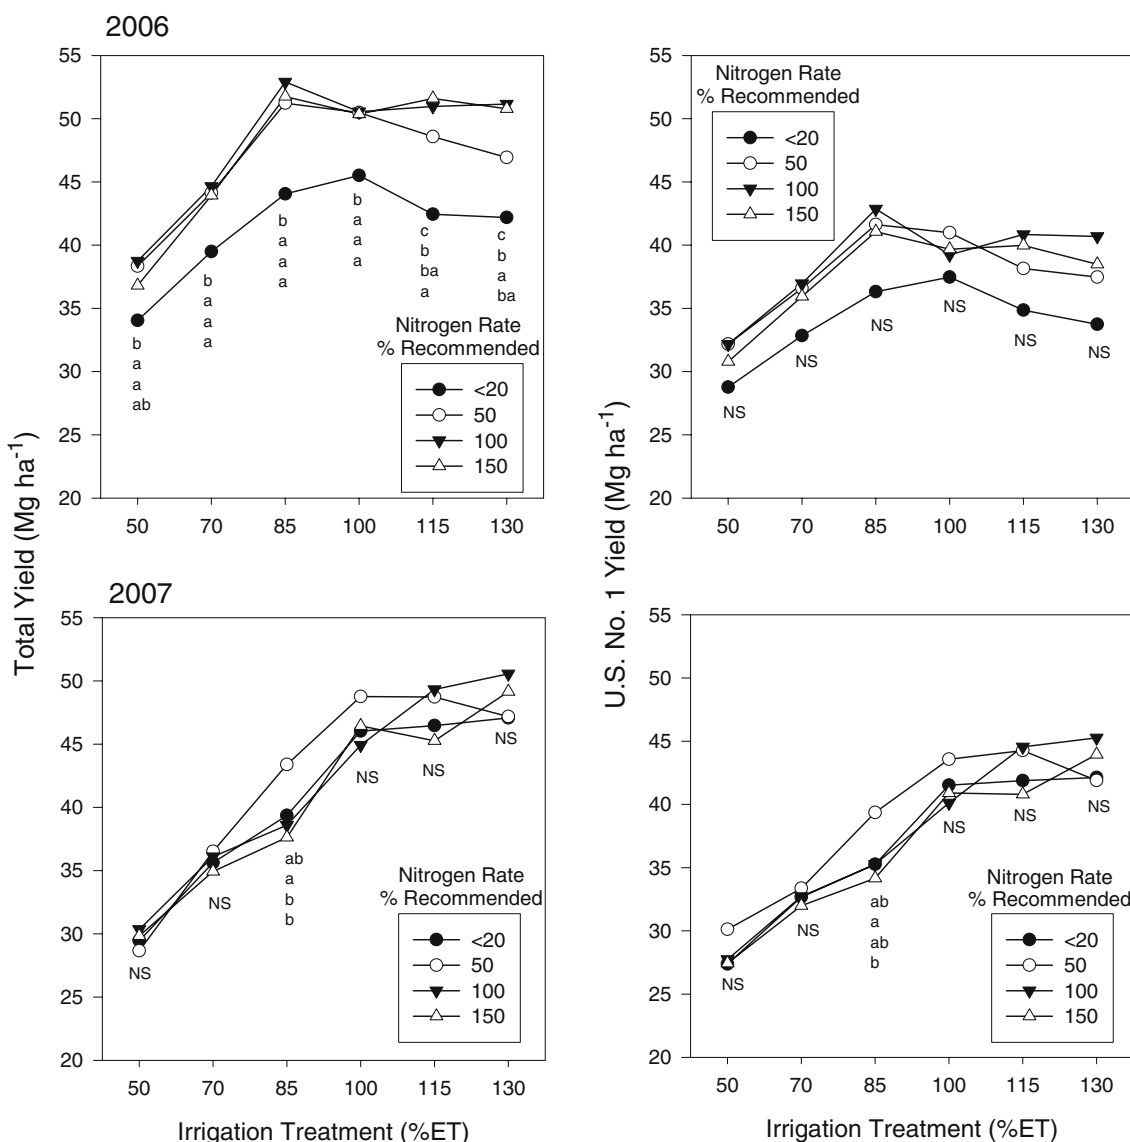 2006
Total Yield (Mg ha⁻¹)
55
50
45
40
35
30
25
20
b
a
a
ab
b
a
a
a
b
a
a
a
b
a
a
a
c
b
ba
a
c
b
a
ba
Nitrogen Rate
% Recommended
<20
50
100
150
50 70 85 100 115 130
U.S. No. 1 Yield (Mg ha⁻¹)
55
50
45
40
35
30
25
20
Nitrogen Rate
% Recommended
<20
50
100
150
NS
NS
NS
NS
NS
NS
50 70 85 100 115 130
2007
55
50
45
40
35
30
25
20
NS
NS
ab
a
b
b
NS
NS
NS
Nitrogen Rate
% Recommended
<20
50
100
150
50 70 85 100 115 130
Irrigation Treatment (%ET)
55
50
45
40
35
30
25
20
NS
NS
ab
a
ab
b
NS
NS
NS
Nitrogen Rate
% Recommended
<20
50
100
150
50 70 85 100 115 130
Irrigation Treatment (%ET)